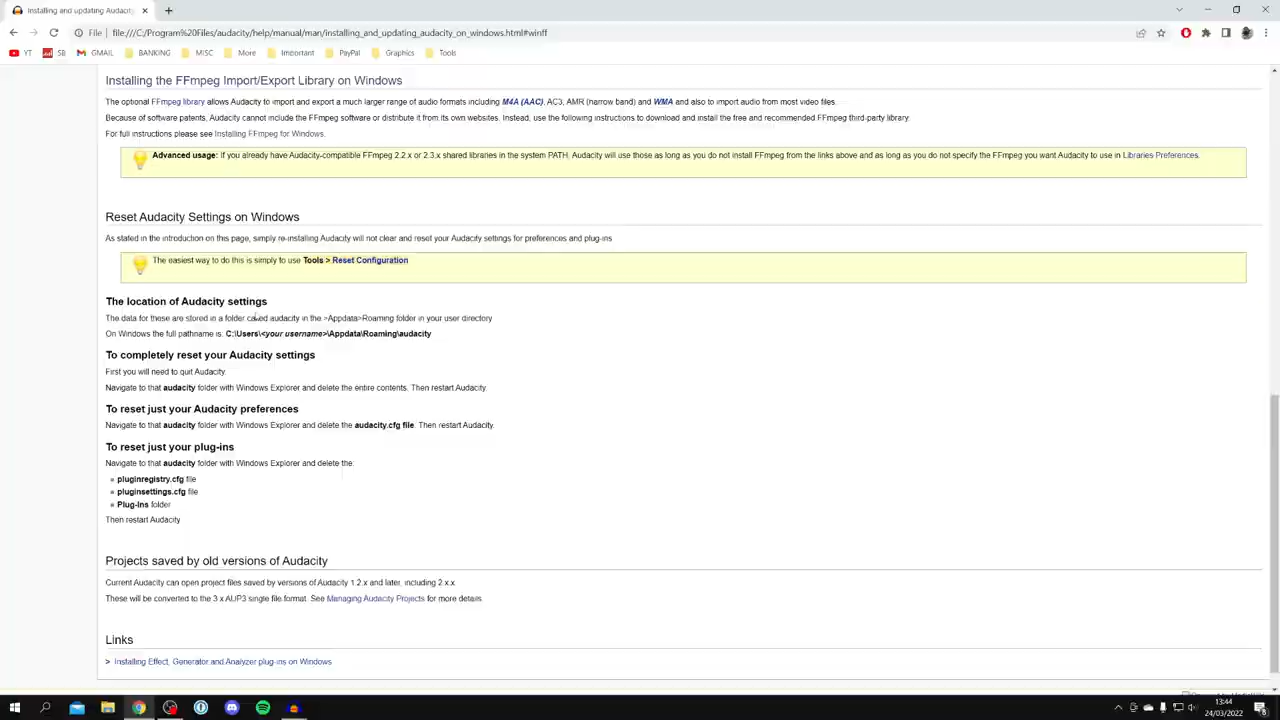 Installing and updating Audacity
File | file:///C:/Program%20Files/audacity/help/manual/man/installing_and_updating_audacity_on_windows.html#winff
YT
SB
GMAIL
BANKING
MISC
More
Important
PayPal
Graphics
Tools
Installing the FFmpeg Import/Export Library on Windows
The optional FFmpeg library allows Audacity to import and export a much larger range of audio formats including M4A (AAC), AC3, AMR (narrow band) and WMA and also to import audio from most video files.
Because of software patents, Audacity cannot include the FFmpeg software or distribute it from its own websites. Instead, use the following instructions to download and install the free and recommended FFmpeg third-party library.
For full instructions please see Installing FFmpeg for Windows.
Advanced usage: If you already have Audacity-compatible FFmpeg 2.2.x or 2.3.x shared libraries in the system PATH, Audacity will use those as long as you do not install FFmpeg from the links above and as long as you do not specify the FFmpeg you want Audacity to use in Libraries Preferences.
Reset Audacity Settings on Windows
As stated in the introduction on this page, simply re-installing Audacity will not clear and reset your Audacity settings for preferences and plug-ins
The easiest way to do this is simply to use Tools > Reset Configuration
The location of Audacity settings
The data for these are stored in a folder called audacity in the >Appdata>Roaming folder in your user directory
On Windows the full pathname is: C:\Users\<your username>\Appdata\Roaming\audacity
To completely reset your Audacity settings
First you will need to quit Audacity.
Navigate to that audacity folder with Windows Explorer and delete the entire contents. Then restart Audacity.
To reset just your Audacity preferences
Navigate to that audacity folder with Windows Explorer and delete the audacity.cfg file. Then restart Audacity.
To reset just your plug-ins
Navigate to that audacity folder with Windows Explorer and delete the:
pluginregistry.cfg file
pluginsettings.cfg file
Plug-Ins folder
Then restart Audacity
Projects saved by old versions of Audacity
Current Audacity can open project files saved by versions of Audacity 1.2.x and later, including 2.x.x
These will be converted to the 3.x AUP3 single file format. See Managing Audacity Projects for more details
Links
> Installing Effect, Generator and Analyzer plug-ins on Windows
13:44
24/03/2022